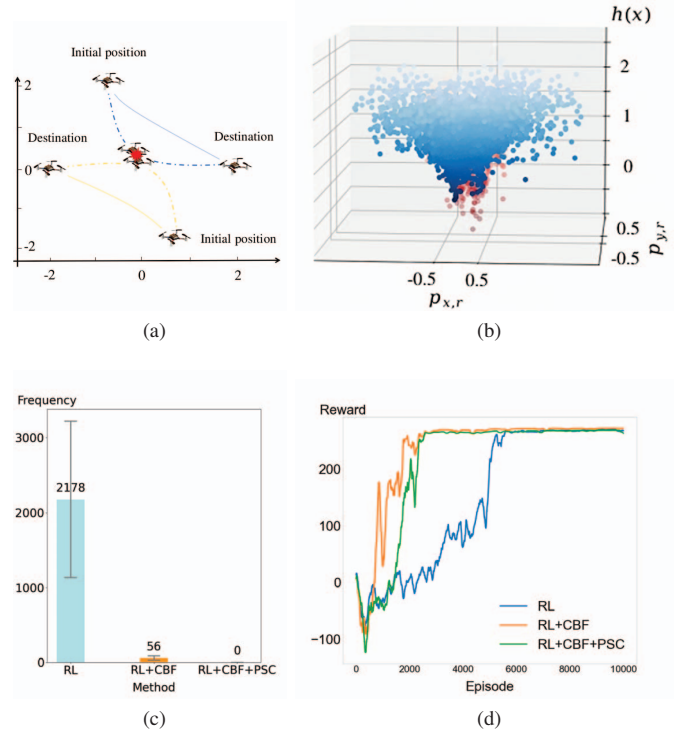 Initial position
2
Destination
Destination
0
-2
Initial position
-2
0
2
(a)
h(x)
2
1
0
0.5
-0.5
p_{y,r}
-0.5
0.5
p_{x,r}
(b)
Frequency
3000
2178
2000
1000
56
0
0
RL
RL+CBF
RL+CBF+PSC
Method
(c)
Reward
200
100
0
−100
RL
RL+CBF
RL+CBF+PSC
0
2000
4000
6000
8000
10000
Episode
(d)